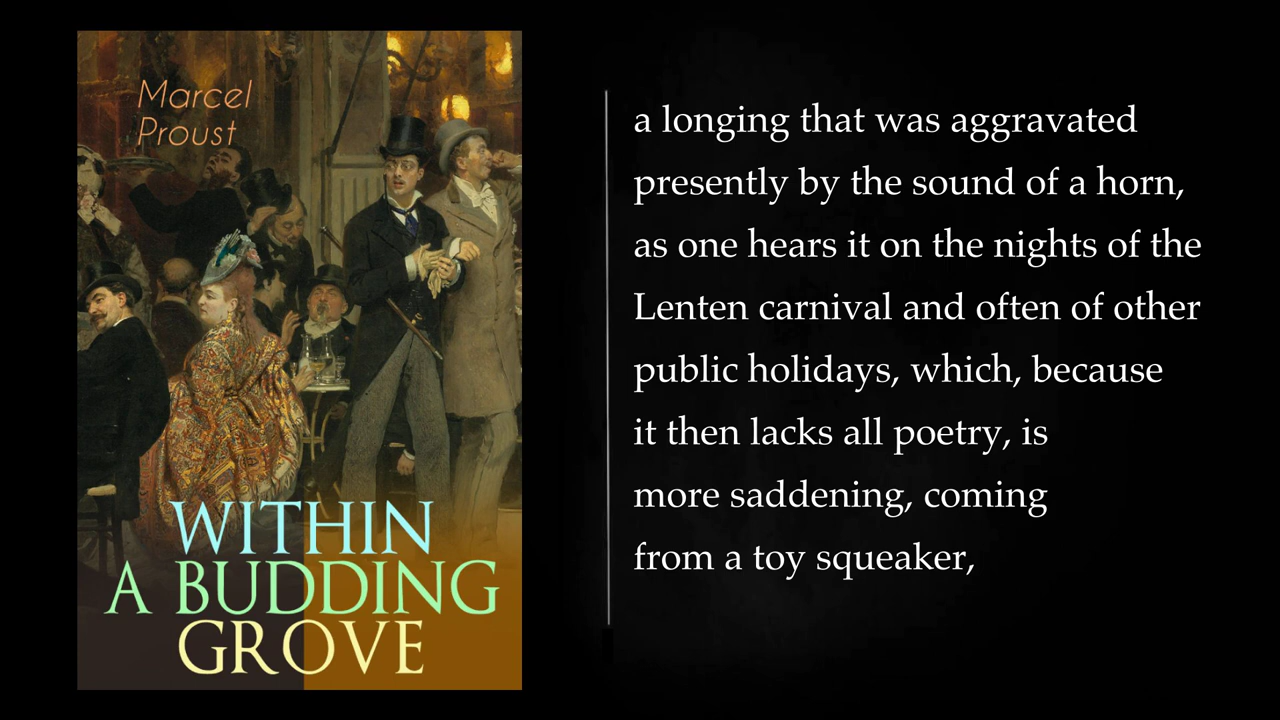 Marcel
Proust
WITHIN
A BUDDING
GROVE
a longing that was aggravated
presently by the sound of a horn,
as one hears it on the nights of the
Lenten carnival and often of other
public holidays, which, because
it then lacks all poetry, is
more saddening, coming
from a toy squeaker,